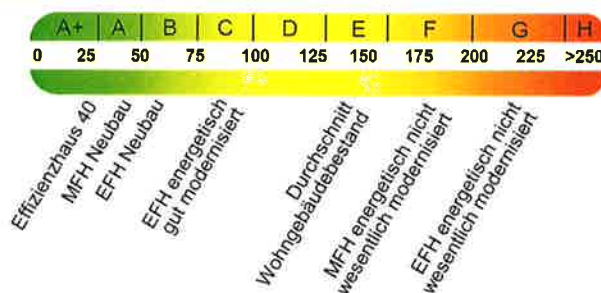 A+ A B C D E F G H
0 25 50 75 100 125 150 175 200 225 >250
Effizienzhaus 40
MFH Neubau
EFH Neubau
EFH energetisch
gut modernisiert
Durchschnitt
Wohngebäudebestand
MFH energetisch nicht
wesentlich modernisiert
EFH energetisch nicht
wesentlich modernisiert